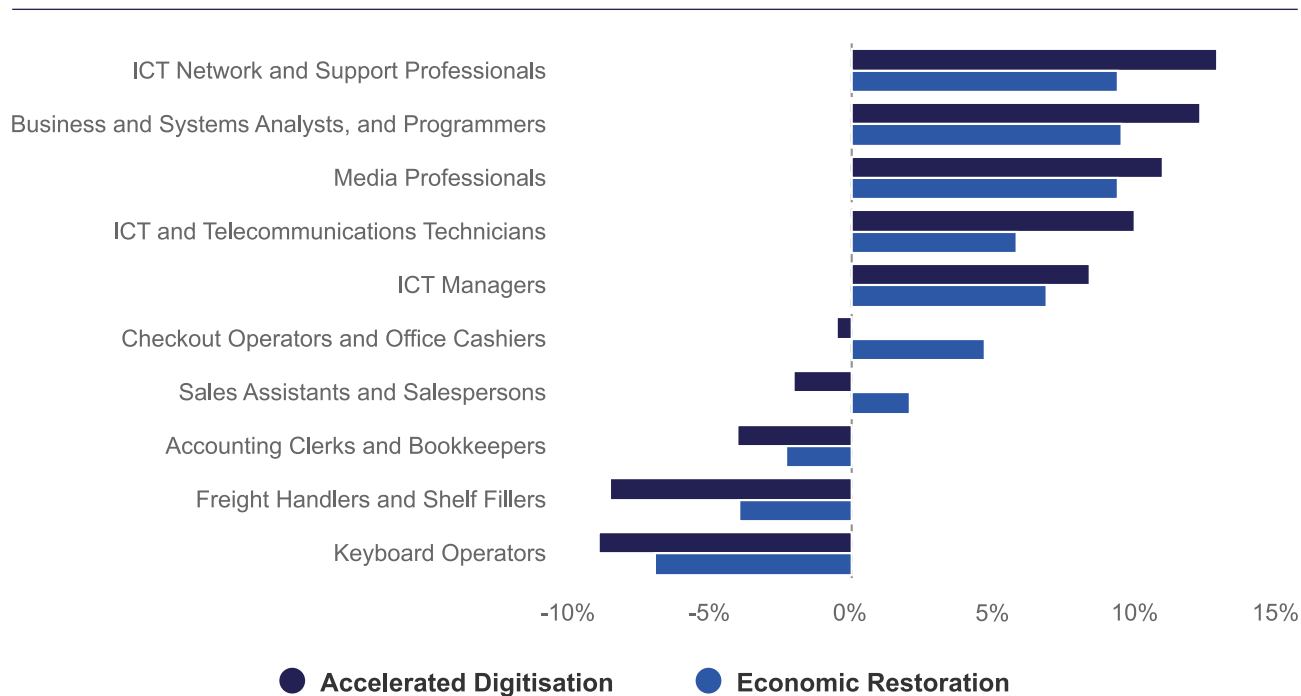 ICT Network and Support Professionals
Business and Systems Analysts, and Programmers
Media Professionals
ICT and Telecommunications Technicians
ICT Managers
Checkout Operators and Office Cashiers
Sales Assistants and Salespersons
Accounting Clerks and Bookkeepers
Freight Handlers and Shelf Fillers
Keyboard Operators
-10% -5% 0% 5% 10% 15%
Accelerated Digitisation Economic Restoration